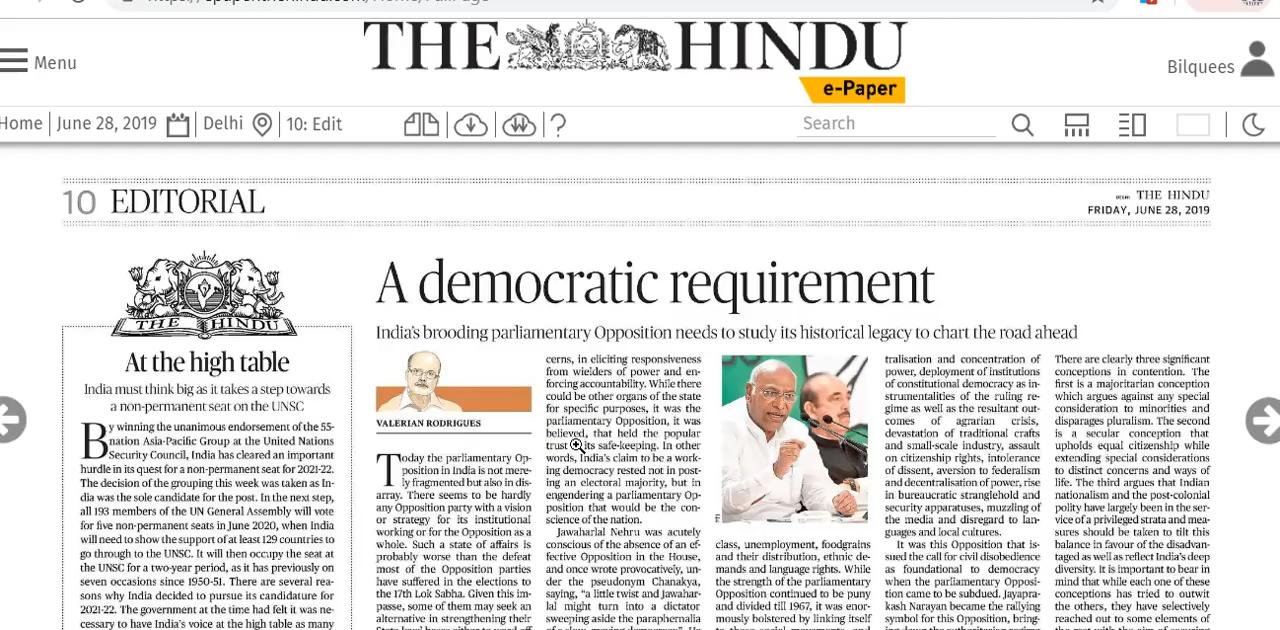 THE HINDU
e-Paper
Menu
Bilquees
Home
June 28, 2019
Delhi
10: Edit
?
Search
10 EDITORIAL
THE HINDU
FRIDAY, JUNE 28, 2019
THE HINDU
At the high table
India must think big as it takes a step towards
a non-permanent seat on the UNSC
By winning the unanimous endorsement of the 55-
nation Asia-Pacific Group at the United Nations
Security Council, India has cleared an important
hurdle in its quest for a non-permanent seat for 2021-22.
The decision of the grouping this week was taken as In-
dia was the sole candidate for the post. In the next step,
all 193 members of the UN General Assembly will vote
for five non-permanent seats in June 2020, when India
will need to show the support of at least 129 countries to
go through to the UNSC. It will then occupy the seat at
the UNSC for a two-year period, as it has previously on
seven occasions since 1950-51. There are several rea-
sons why India decided to pursue its candidature for
2021-22. The government at the time had felt it was ne-
cessary to have India's voice at the high table as many
A democratic requirement
India's brooding parliamentary Opposition needs to study its historical legacy to chart the road ahead
VALERIAN RODRIGUES
Today the parliamentary Op-
position in India is not mere-
ly fragmented but also in dis-
array. There seems to be hardly
any Opposition party with a vision
or strategy for its institutional
working or for the Opposition as a
whole. Such a state of affairs is
probably worse than the defeat
most of the Opposition parties
have suffered in the elections to
the 17th Lok Sabha. Given this im-
passe, some of them may seek an
alternative in strengthening their
cerns, in eliciting responsiveness
from wielders of power and en-
forcing accountability. While there
could be other organs of the state
for specific purposes, it was the
parliamentary Opposition, it was
believed, that held the popular
trust in its safe-keeping. In other
words, India's claim to be a work-
ing democracy rested not in post-
ing an electoral majority, but in
engendering a parliamentary Op-
position that would be the con-
science of the nation.
Jawaharlal Nehru was acutely
conscious of the absence of an ef-
fective Opposition in the House,
and once wrote provocatively, un-
der the pseudonym Chanakya,
saying, "a little twist and Jawahar-
lal might turn into a dictator
sweeping aside the paraphernalia
class, unemployment, foodgrains
and their distribution, ethnic de-
mands and language rights. While
the strength of the parliamentary
Opposition continued to be puny
and divided till 1967, it was enor-
mously bolstered by linking itself
tralisation and concentration of
power, deployment of institutions
of constitutional democracy as in-
strumentalities of the ruling re-
gime as well as the resultant out-
comes of agrarian crisis,
devastation of traditional crafts
and small-scale industry, assault
on citizenship rights, intolerance
of dissent, aversion to federalism
and decentralisation of power, rise
in bureaucratic stranglehold and
security apparatuses, muzzling of
the media and disregard to lan-
guages and local cultures.
It was this Opposition that is-
sued the call for civil disobedience
as foundational to democracy
when the parliamentary Opposi-
tion came to be subdued. Jayapra-
kash Narayan became the rallying
symbol for this Opposition, bring-
There are clearly three significant
conceptions in contention. The
first is a majoritarian conception
which argues against any special
consideration to minorities and
disparages pluralism. The second
is a secular conception that
upholds equal citizenship while
extending special considerations
to distinct concerns and ways of
life. The third argues that Indian
nationalism and the post-colonial
polity have largely been in the ser-
vice of a privileged strata and mea-
sures should be taken to tilt this
balance in favour of the disadvan-
taged as well as reflect India's deep
diversity. It is important to bear in
mind that while each one of these
conceptions has tried to outwit
the others, they have selectively
reached out to some elements of